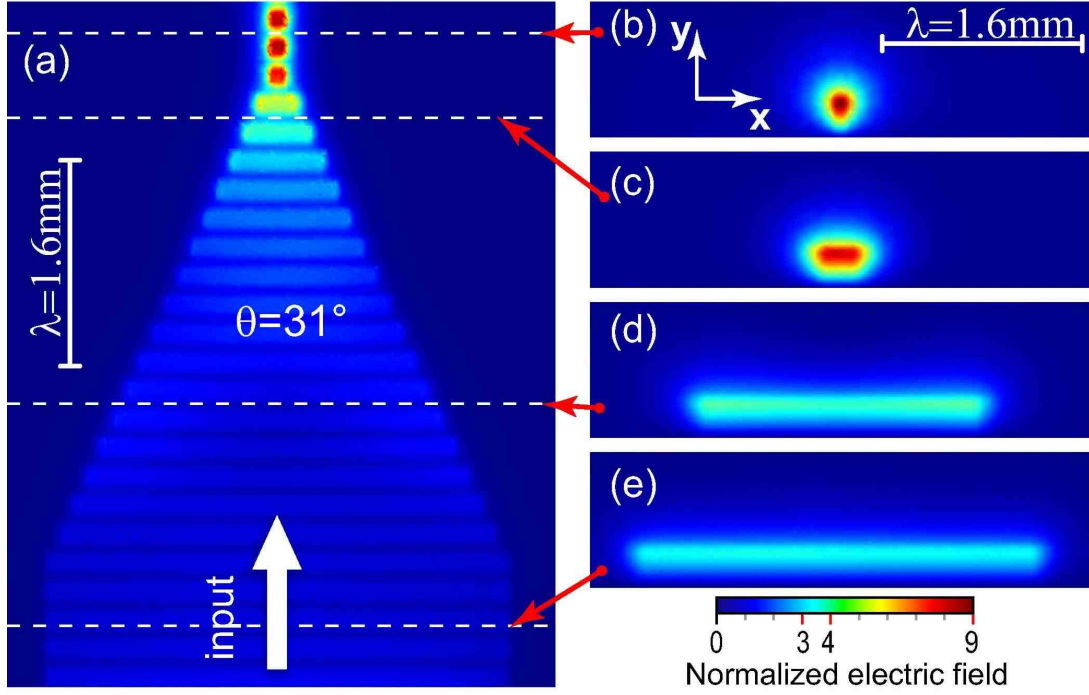 (a)
λ=1.6mm
θ=31°
input
(b)
y
x
λ=1.6mm
(c)
(d)
(e)
0 3 4 9
Normalized electric field